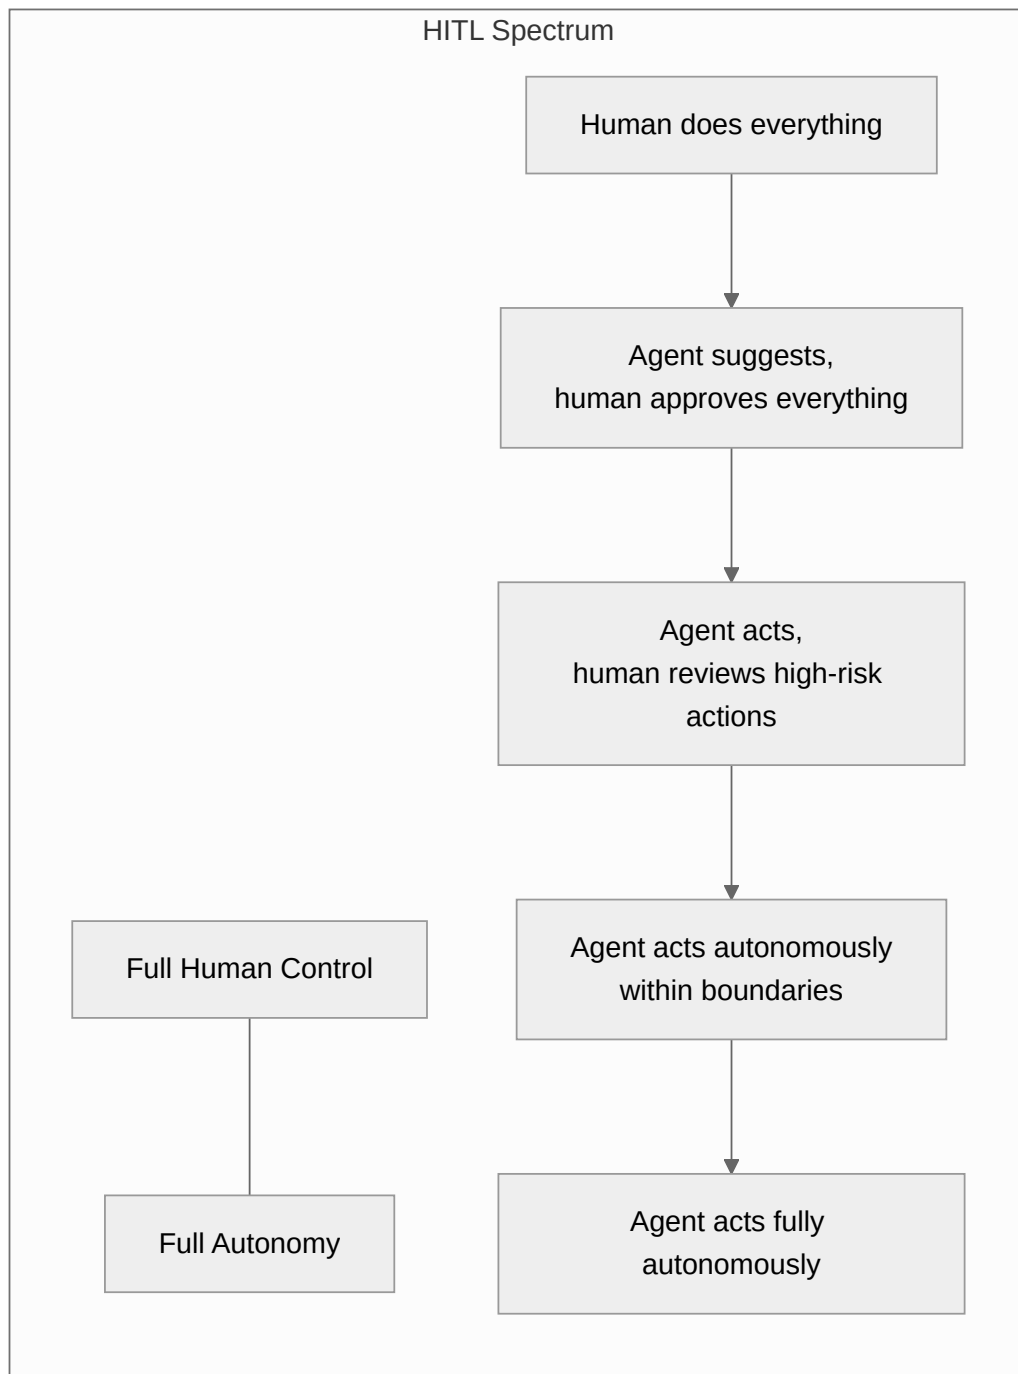 HITL Spectrum
Human does everything
Agent suggests,
human approves everything
Agent acts,
human reviews high-risk
actions
Agent acts autonomously
within boundaries
Full Human Control
Agent acts fully
autonomously
Full Autonomy